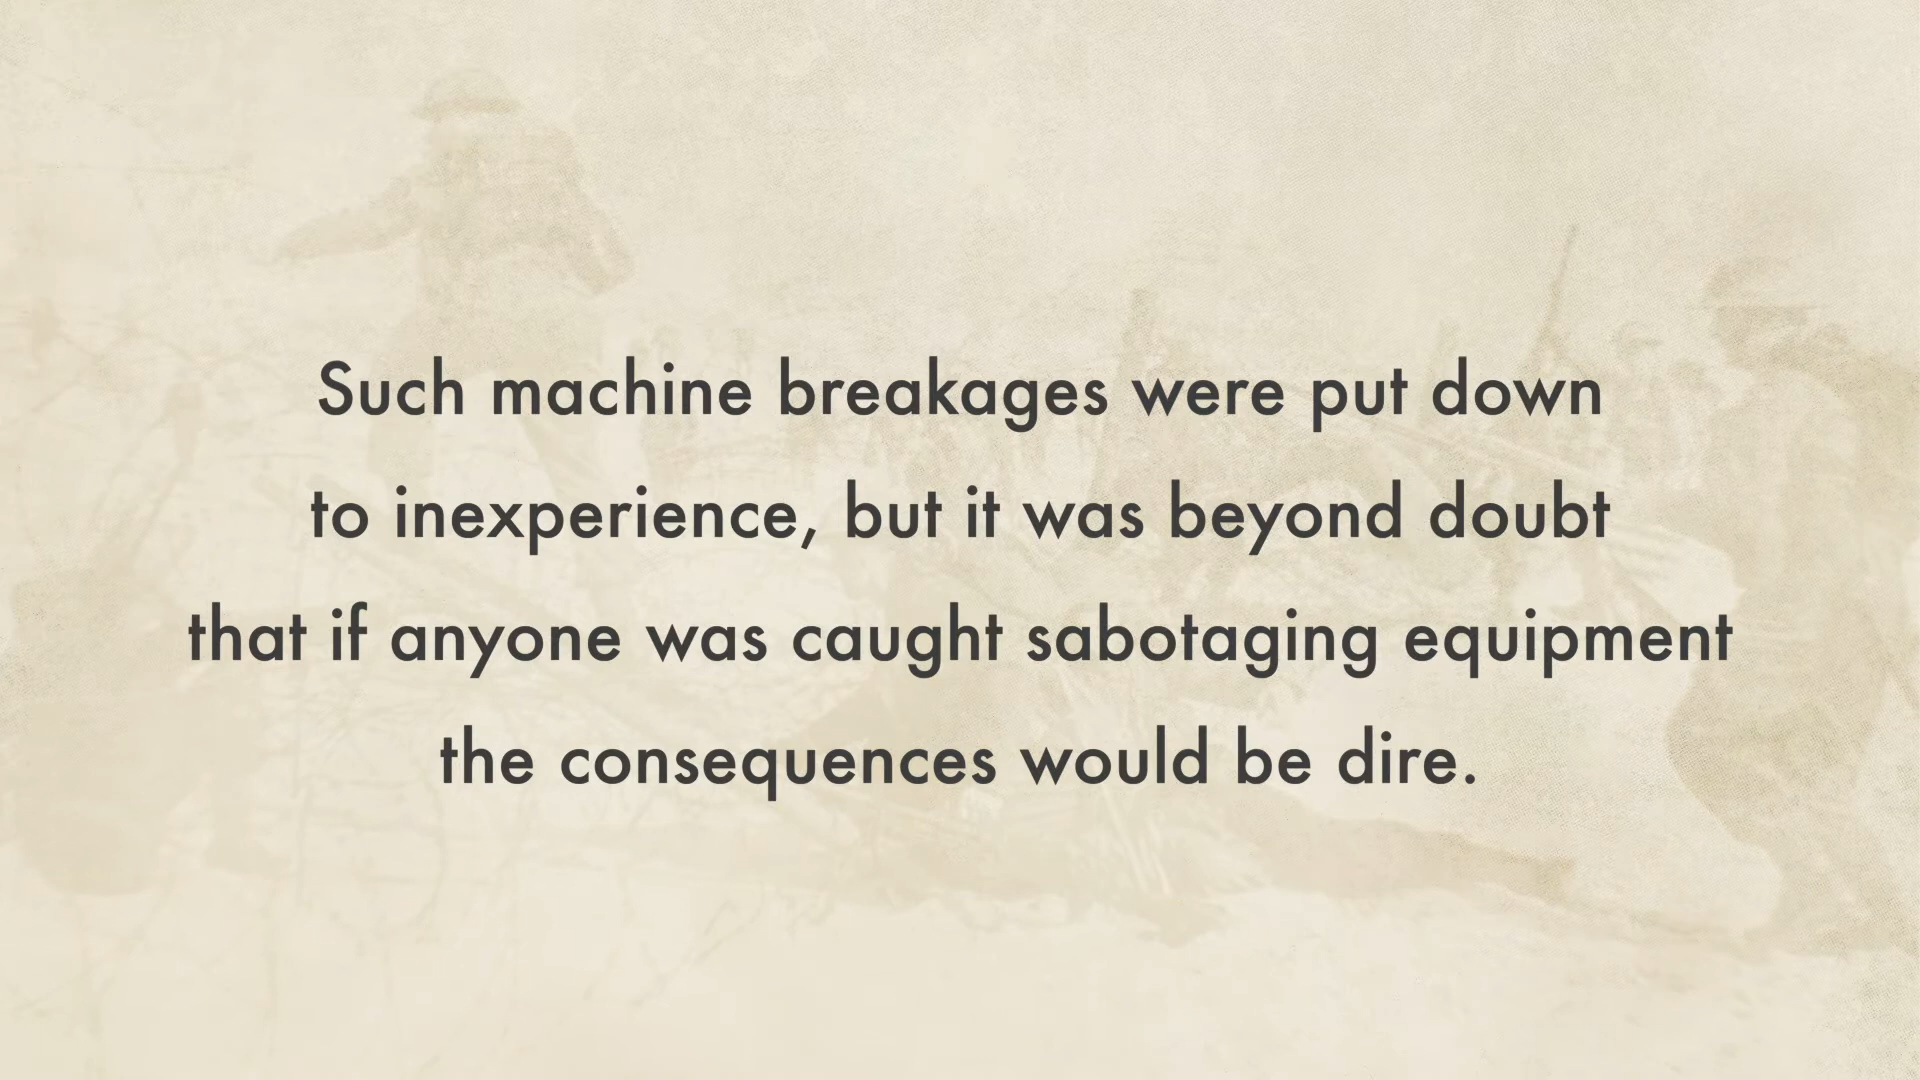 Such machine breakages were put down
to inexperience, but it was beyond doubt
that if anyone was caught sabotaging equipment
the consequences would be dire.